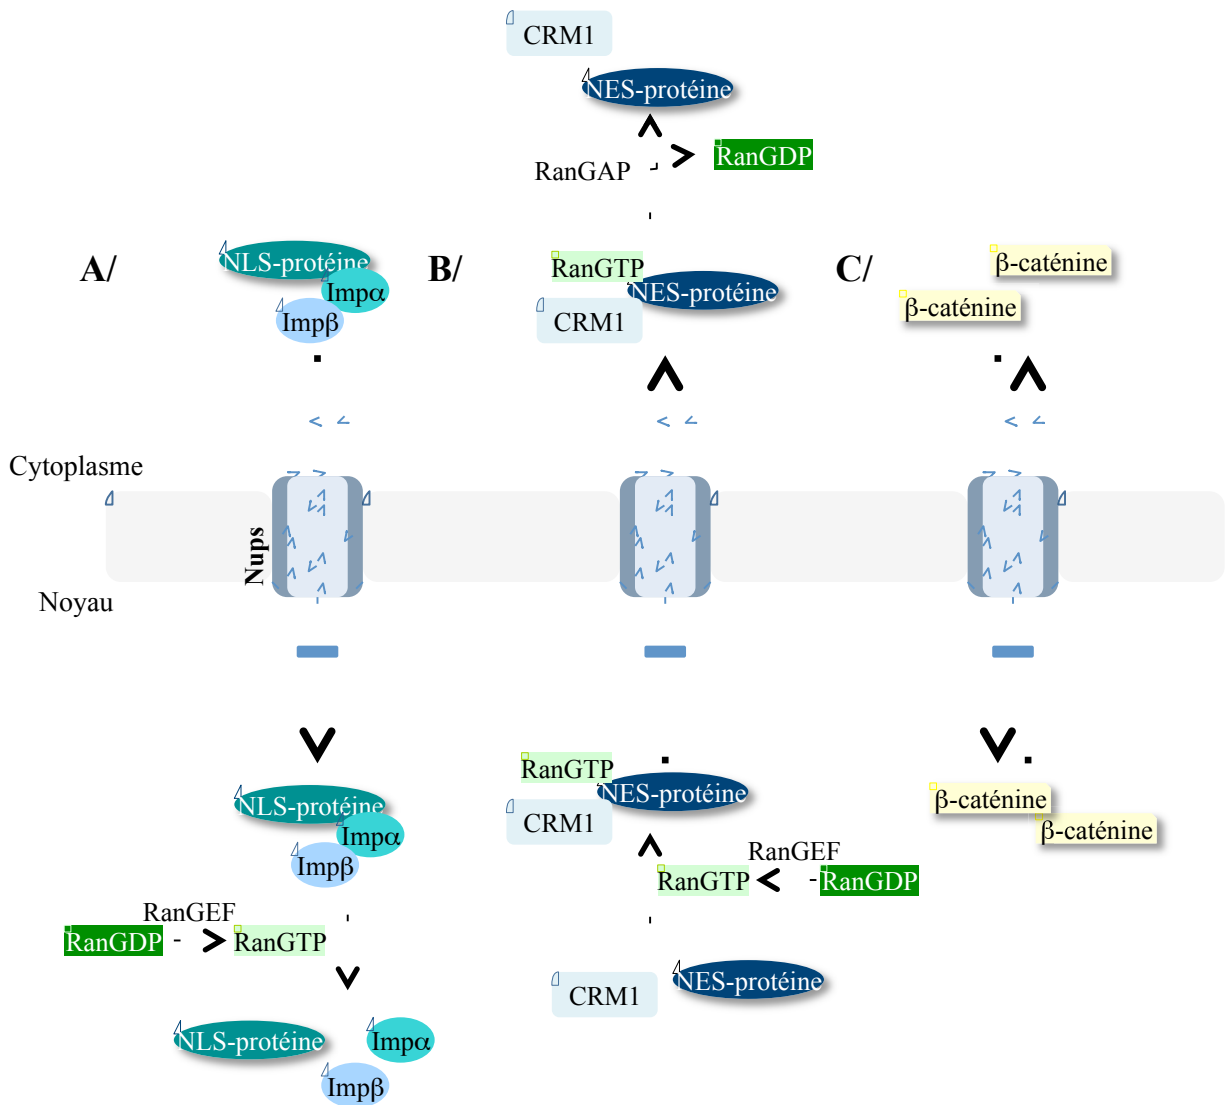 CRM1
NES-protéine
RanGAP
RanGDP
A/
NLS-protéine
Impα
Impβ
B/
RanGTP
NES-protéine
CRM1
C/
β-caténine
β-caténine
Cytoplasme
Nups
Noyau
NLS-protéine
Impα
Impβ
RanGEF
RanGDP
RanGTP
NLS-protéine
Impα
Impβ
RanGTP
NES-protéine
CRM1
RanGEF
RanGTP
RanGDP
CRM1
NES-protéine
β-caténine
β-caténine